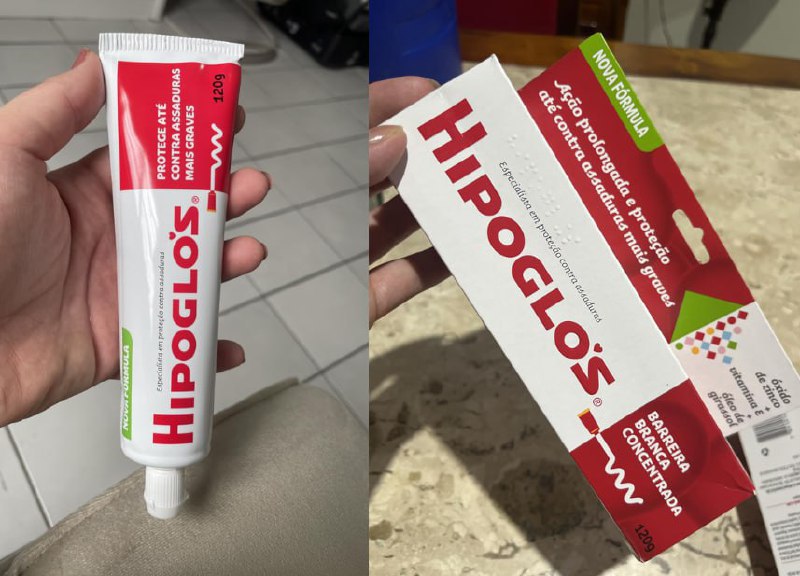 PROTEGE ATÉ
CONTRA ASSADURAS
MAIS GRAVES
120g
HIPOGLÓS®
Especialista em proteção contra assaduras
NOVA FÓRMULA
NOVA FÓRMULA
Ação prolongada e proteção
até contra assaduras mais graves
HIPOGLÓS®
Especialista em proteção contra assaduras
BARREIRA
BRANCA
CONCENTRADA
120g
óxido
de zinco +
vitamina E +
óleo de
girassol